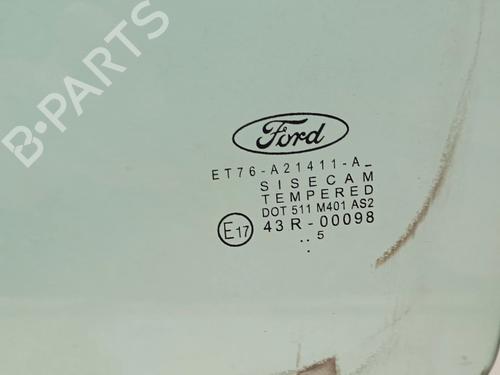 B-PARTS
Ford
ET76-A21411-A_
SISECAM
TEMPERED
DOT 511 M401 AS2
E17 43R-00098
..5
..